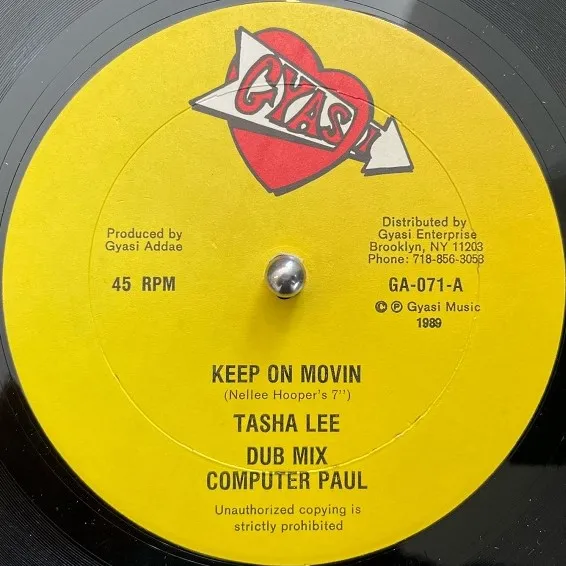 GYASI
Produced by
Gyasi Addae
Distributed by
Gyasi Enterprise
Brooklyn, NY 11203
Phone: 718-856-3058
45 RPM
GA-071-A
© ℗ Gyasi Music
1989
KEEP ON MOVIN
(Nellee Hooper's 7")
TASHA LEE
DUB MIX
COMPUTER PAUL
Unauthorized copying is
strictly prohibited